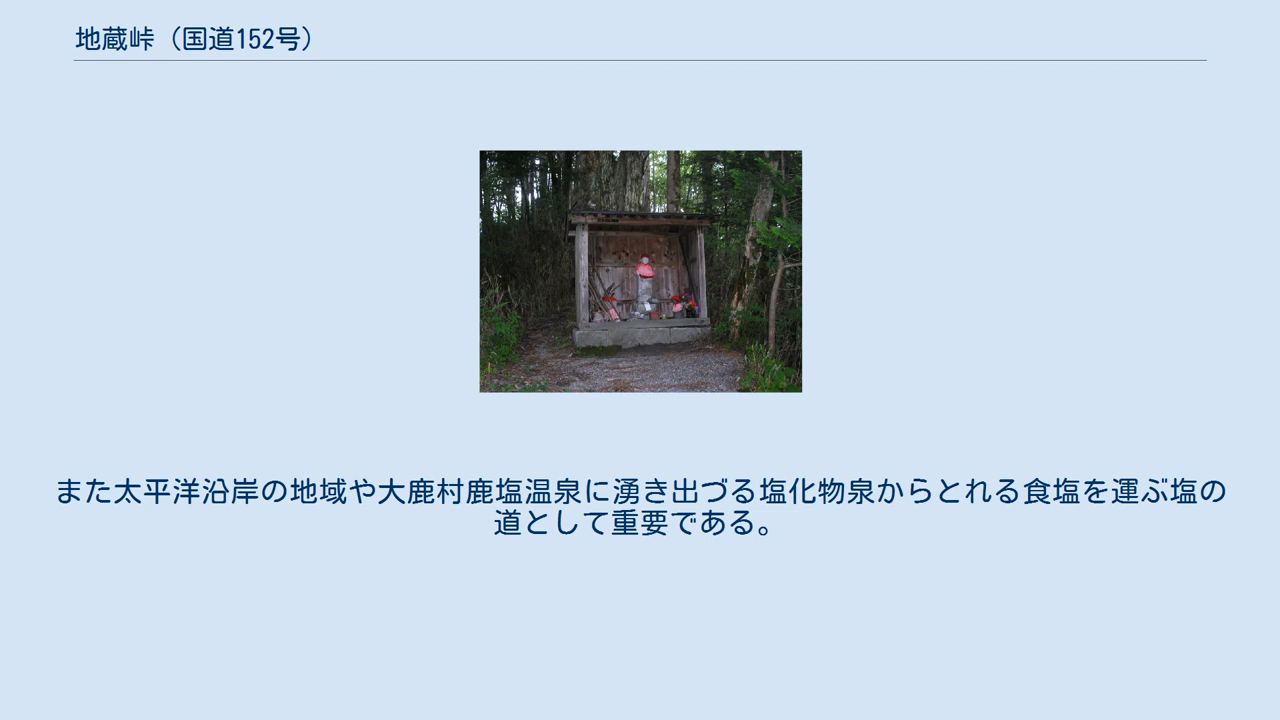 地蔵峠（国道152号）
また太平洋沿岸の地域や大鹿村鹿塩温泉に湧き出づる塩化物泉からとれる食塩を運ぶ塩の
道として重要である。